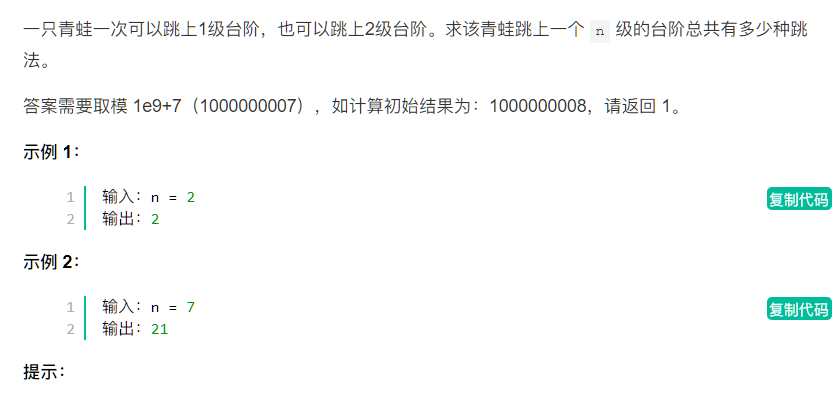 一只青蛙一次可以跳上1级台阶，也可以跳上2级台阶。求该青蛙跳上一个 n 级的台阶总共有多少种跳
法。
答案需要取模 1e9+7（1000000007），如计算初始结果为：1000000008，请返回 1。
示例 1：
1 输入：n = 2
复制代码
2 输出：2
示例 2：
1 输入：n = 7
复制代码
2 输出：21
提示：